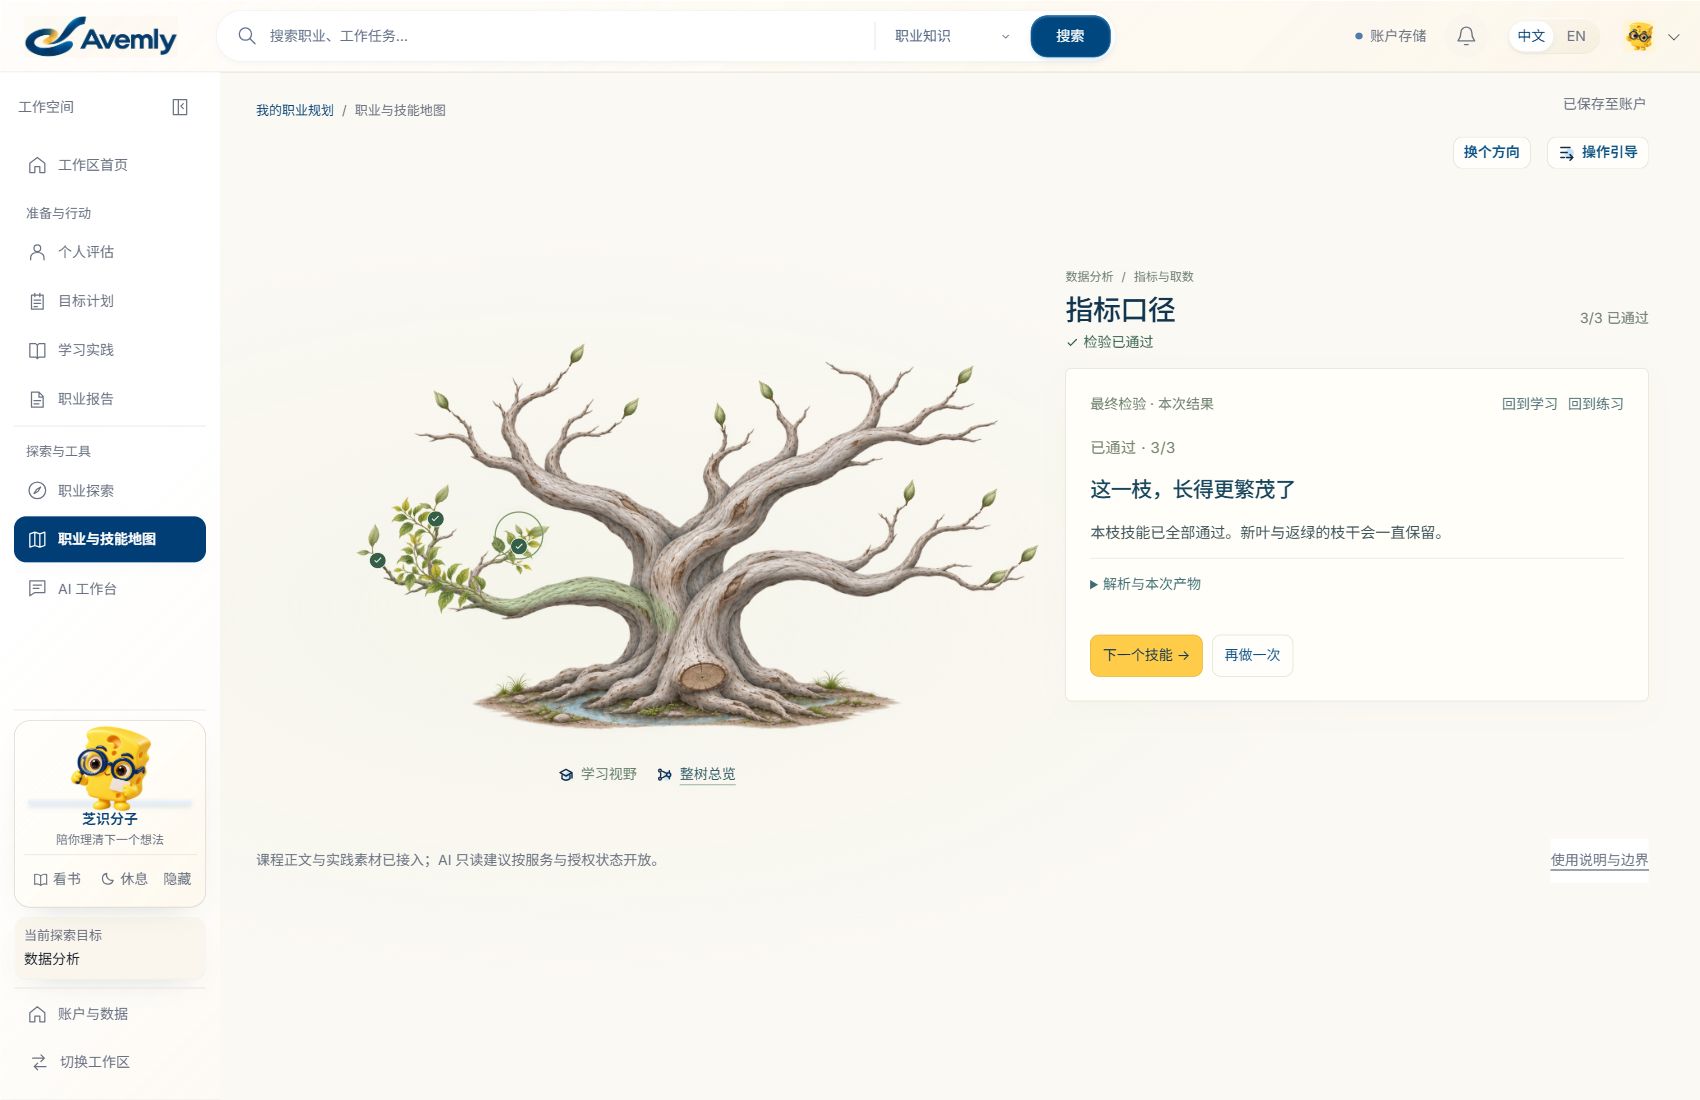 Avemly
搜索职业、工作任务...
职业知识
搜索
账户存储
中文 EN
工作空间
工作区首页
准备与行动
个人评估
目标计划
学习实践
职业报告
探索与工具
职业探索
职业与技能地图
AI 工作台
芝识分子
陪你理清下一个想法
看书 休息 隐藏
当前探索目标
数据分析
账户与数据
切换工作区
我的职业规划 / 职业与技能地图
已保存至账户
换个方向 操作引导
数据分析 / 指标与取数
指标口径
3/3 已通过
检验已通过
最终检验 · 本次结果
回到学习 回到练习
已通过 · 3/3
这一枝，长得更繁茂了
本枝技能已全部通过。新叶与返绿的枝干会一直保留。
解析与本次产物
下一个技能 → 再做一次
学习视野 整树总览
课程正文与实践素材已接入；AI 只读建议按服务与授权状态开放。
使用说明与边界